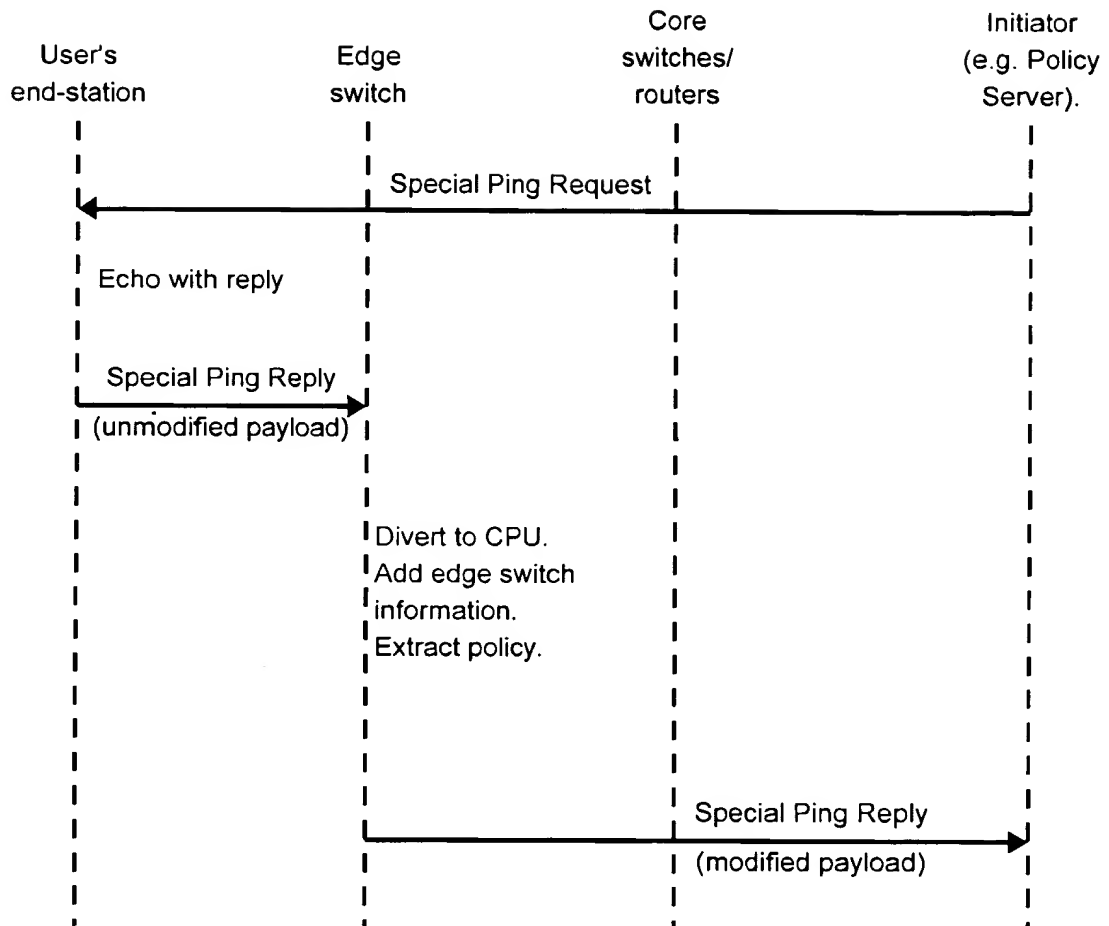 User's
end-station
Edge
switch
Core
switches/
routers
Initiator
(e.g. Policy
Server).
Special Ping Request
Echo with reply
Special Ping Reply
(unmodified payload)
Divert to CPU.
Add edge switch
information.
Extract policy.
Special Ping Reply
(modified payload)